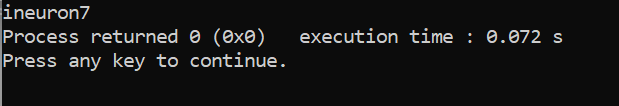 ineuron7
Process returned 0 (0x0)   execution time : 0.072 s
Press any key to continue.